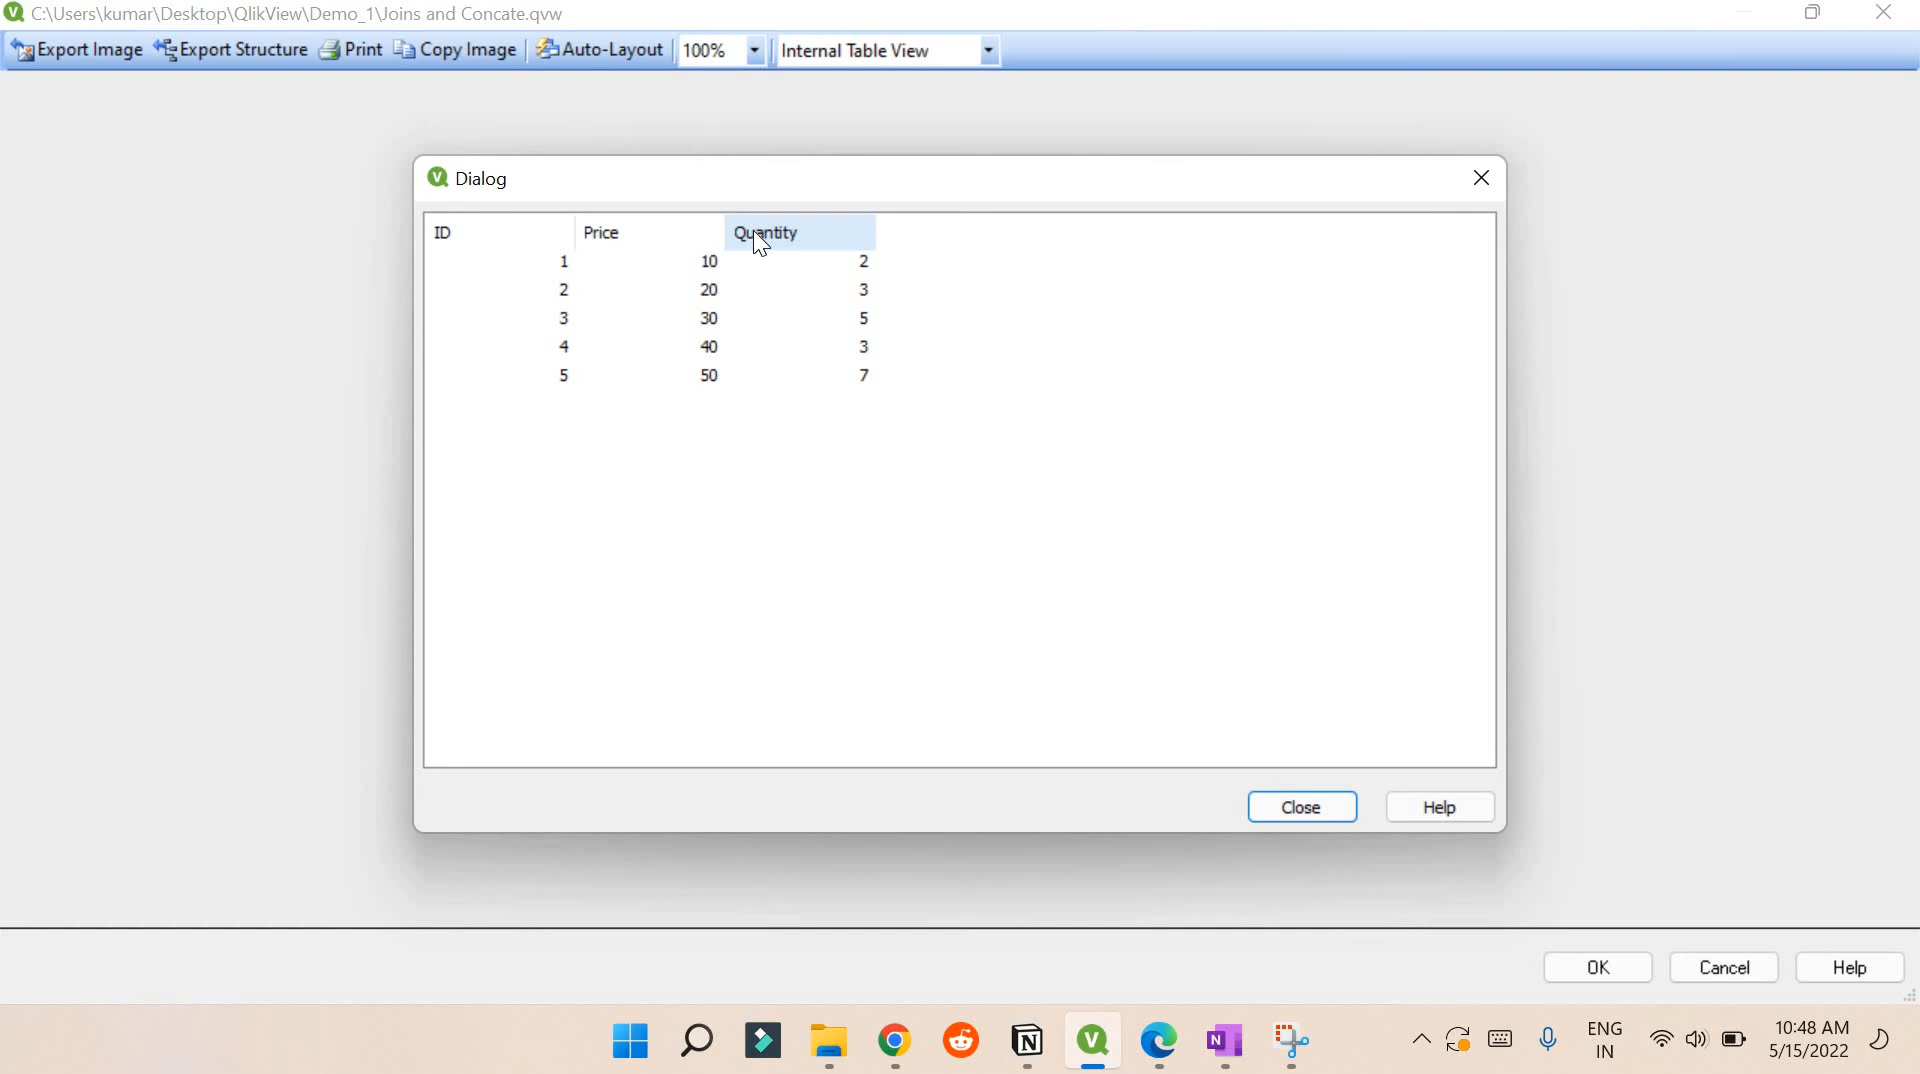 C:\Users\kumar\Desktop\QlikView\Demo_1\Joins and Concate.qvw
Export Image Export Structure Print Copy Image Auto-Layout 100% Internal Table View
Dialog
ID Price Quantity
1 10 2
2 20 3
3 30 5
4 40 3
5 50 7
Close Help
OK Cancel Help
ENG
IN
10:48 AM
5/15/2022